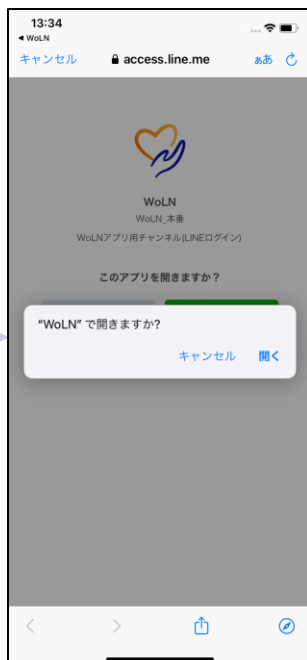 13:34
◀ WoLN
キャンセル access.line.me ぁあ
WoLN
WoLN_本番
WoLNアプリ用チャンネル(LINEログイン)
このアプリを開きますか？
“WoLN” で開きますか?
キャンセル 開く